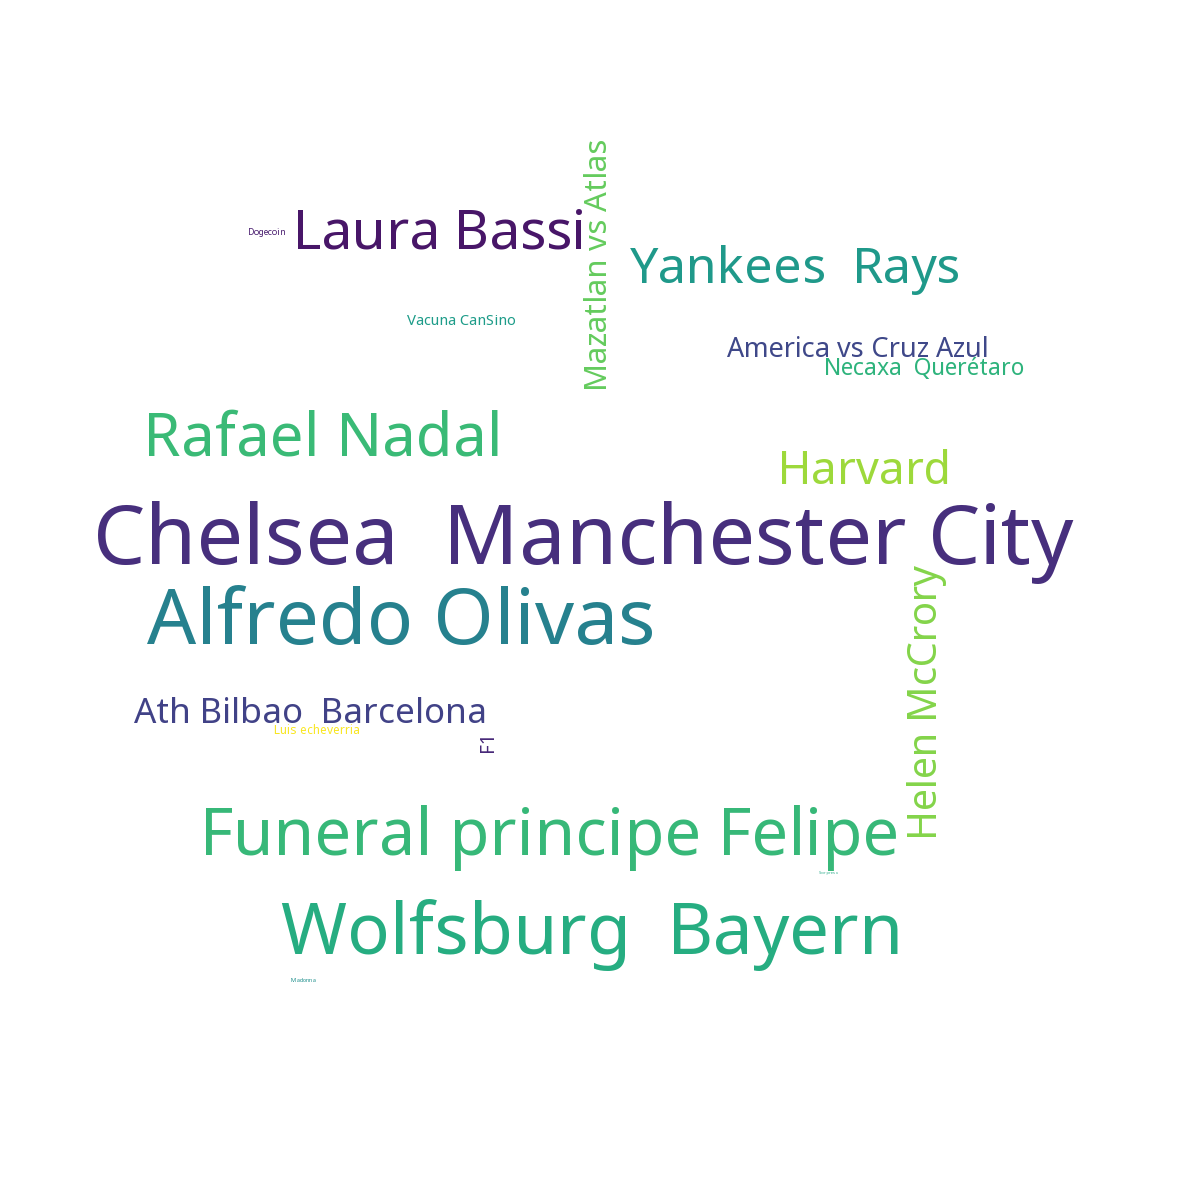 Mazatlan vs Atlas
Laura Bassi
Dogecoin
Yankees  Rays
Vacuna CanSino
America vs Cruz Azul
Necaxa  Querétaro
Rafael Nadal
Harvard
Chelsea  Manchester City
Alfredo Olivas
Helen McCrory
Ath Bilbao  Barcelona
Luis echeverria
F1
Funeral principe Felipe
Wolfsburg  Bayern
Madonna